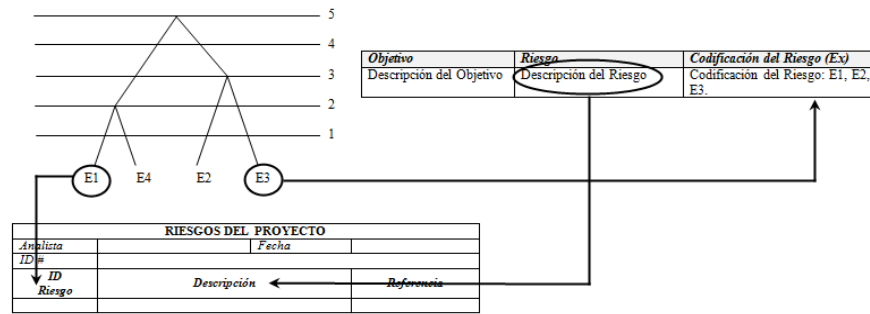 5
4
3
2
1
E1 E4 E2 E3
Objetivo Riesgo Codificación del Riesgo (Ex)
Descripción del Objetivo Descripción del Riesgo Codificación del Riesgo: E1, E2,
E3.
RIESGOS DEL PROYECTO
Analista Fecha
ID #
ID
Riesgo Descripción Referencia